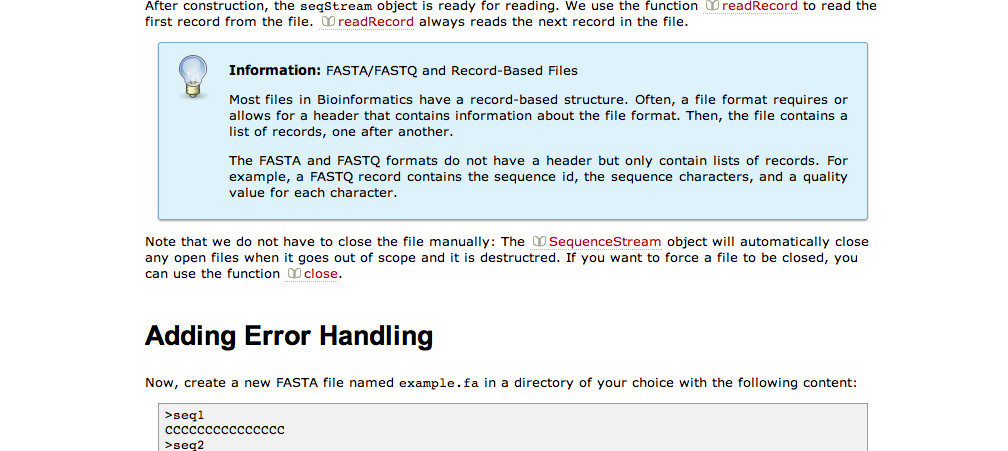 After construction, the seqStream object is ready for reading. We use the function readRecord to read the
first record from the file. readRecord always reads the next record in the file.
Information: FASTA/FASTQ and Record-Based Files
Most files in Bioinformatics have a record-based structure. Often, a file format requires or
allows for a header that contains information about the file format. Then, the file contains a
list of records, one after another.
The FASTA and FASTQ formats do not have a header but only contain lists of records. For
example, a FASTQ record contains the sequence id, the sequence characters, and a quality
value for each character.
Note that we do not have to close the file manually: The SequenceStream object will automatically close
any open files when it goes out of scope and it is destructred. If you want to force a file to be closed, you
can use the function close.
Adding Error Handling
Now, create a new FASTA file named example.fa in a directory of your choice with the following content:
>seq1
CCCCCCCCCCCCCCC
>seq2